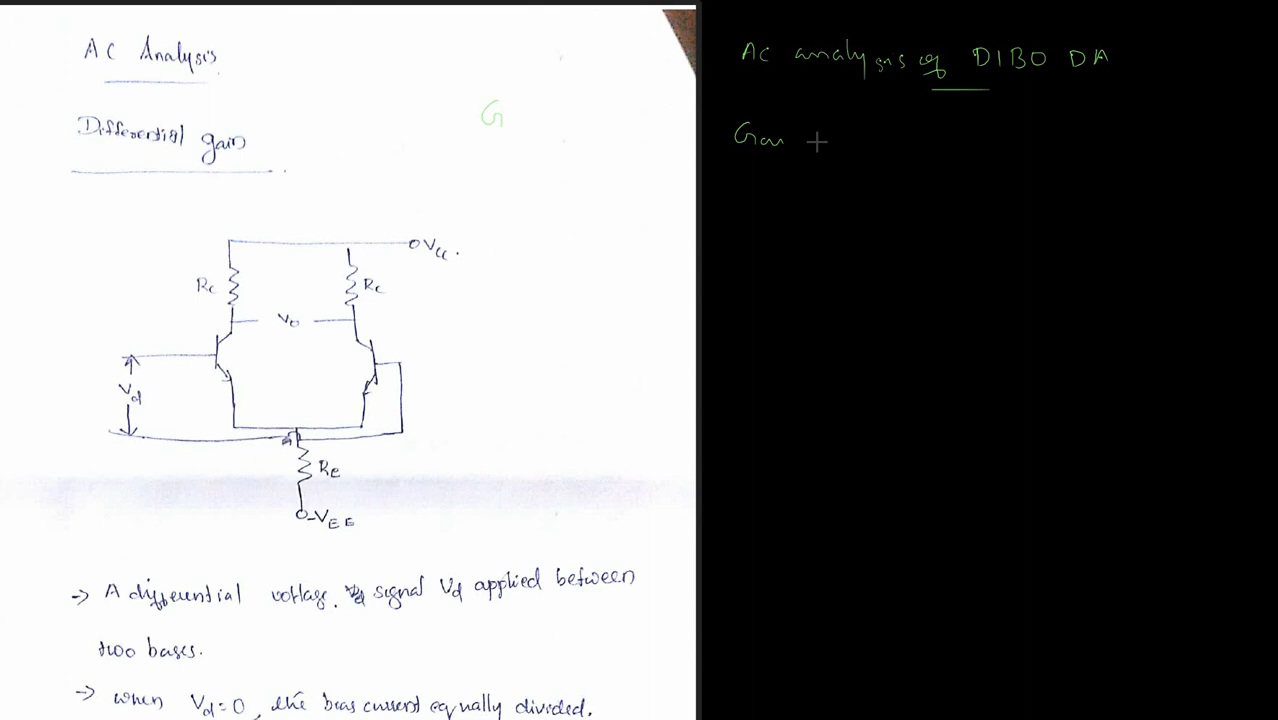 AC Analysis
Differential gain
G
Vcc.
Rc
Rc
Vo
Vd
Re
-VEE
→ A differential voltage. signal Vd applied between
two bases.
→ when Vd=0, the bias current equally divided.
AC analysis of DIBO DA
Gai